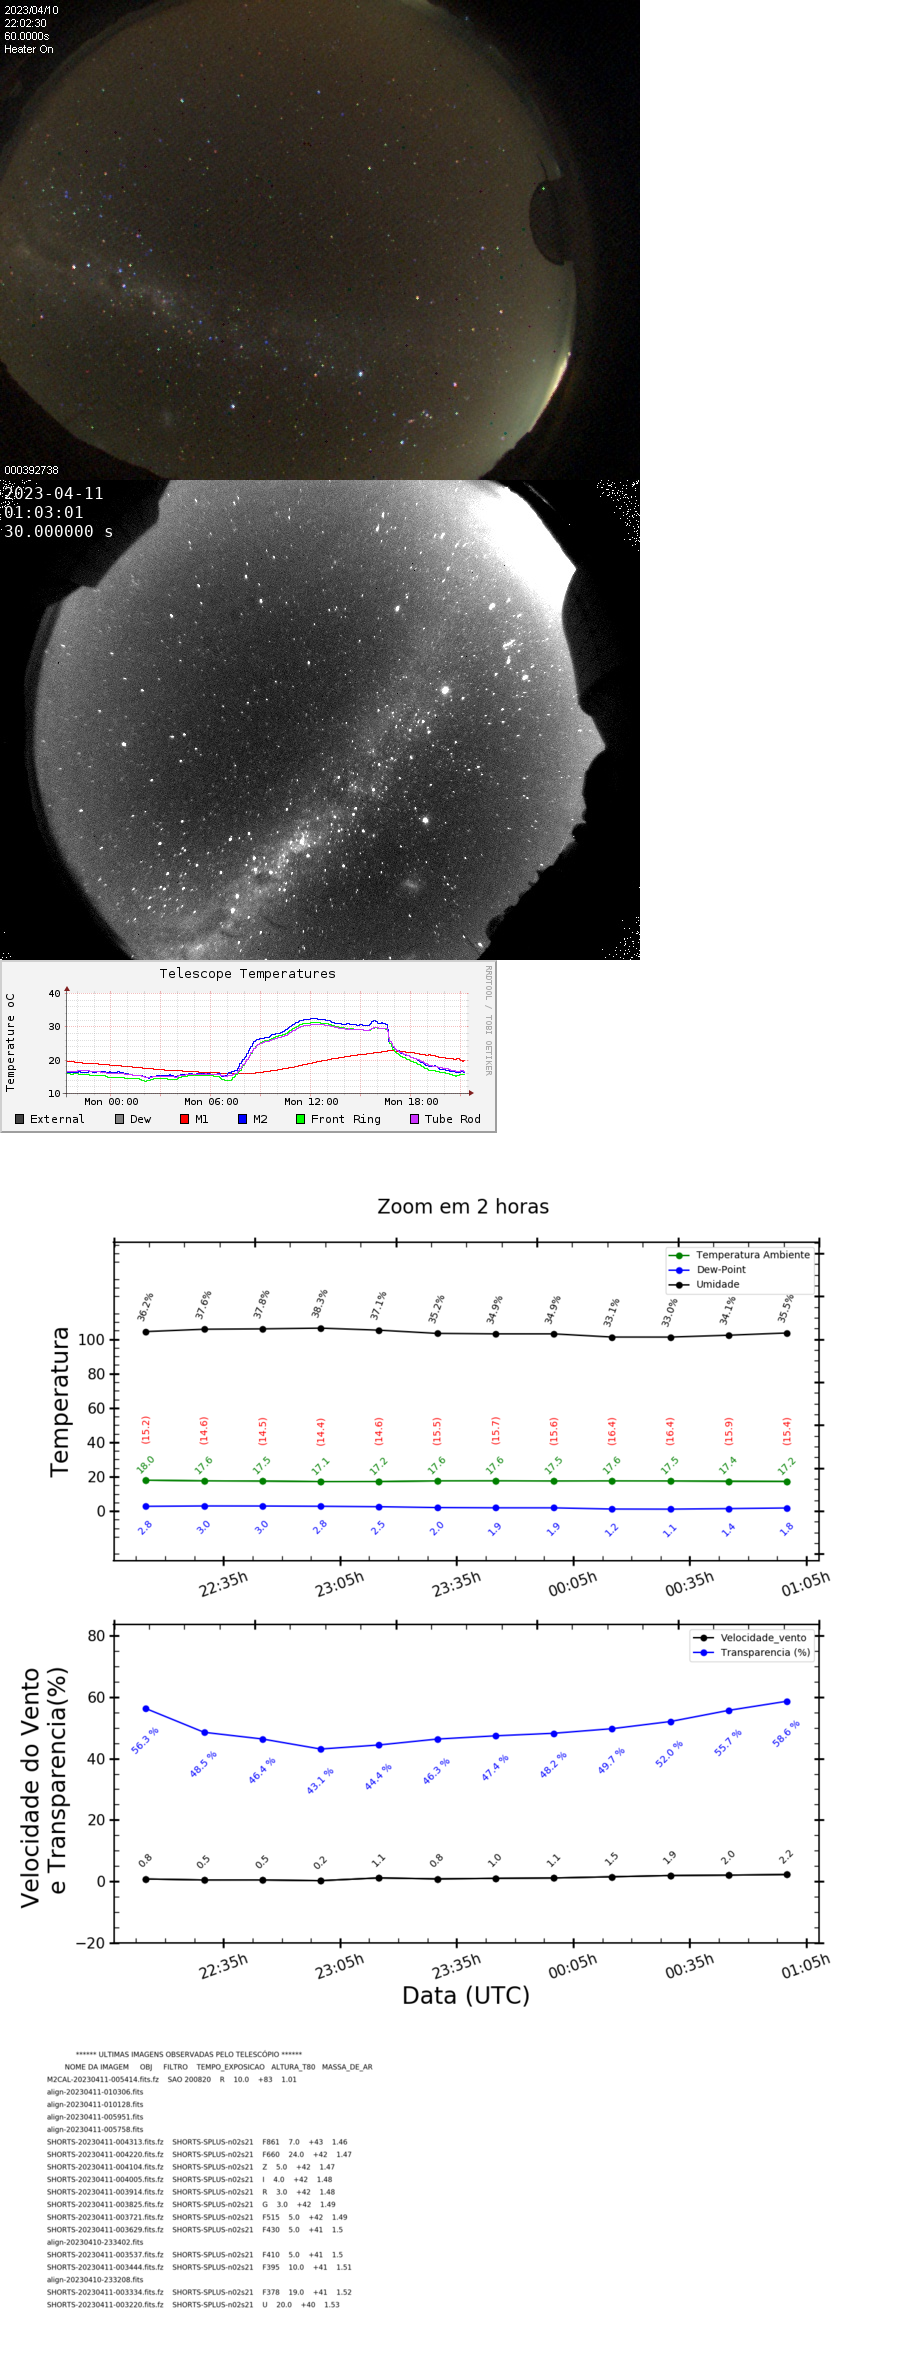 2023/04/10
22:02:30
60.0000s
Heater On
000392738
2023-04-11
01:03:01
30.000000 s
Telescope Temperatures
RRDTOOL / TOBI OETIKER
Temperature oC
40
30
20
10
Mon 00:00 Mon 06:00 Mon 12:00 Mon 18:00
External Dew M1 M2 Front Ring Tube Rod
Zoom em 2 horas
Temperatura Ambiente
Dew-Point
Umidade
36.2% 37.6% 37.8% 38.3% 37.1% 35.2% 34.9% 34.9% 33.1% 33.0% 34.1% 35.5%
Temperatura
100
80
60
40
20
0
(15.2) (14.6) (14.5) (14.4) (14.6) (15.5) (15.7) (15.6) (16.4) (16.4) (15.9) (15.4)
18.0 17.6 17.5 17.1 17.2 17.6 17.6 17.5 17.6 17.5 17.4 17.2
2.8 3.0 3.0 2.8 2.5 2.0 1.9 1.9 1.2 1.1 1.4 1.8
22:35h 23:05h 23:35h 00:05h 00:35h 01:05h
Velocidade_vento
Transparencia (%)
Velocidade do Vento
e Transparencia(%)
80
60
40
20
0
−20
56.3 % 48.5 % 46.4 % 43.1 % 44.4 % 46.3 % 47.4 % 48.2 % 49.7 % 52.0 % 55.7 % 58.6 %
0.8 0.5 0.5 0.2 1.1 0.8 1.0 1.1 1.5 1.9 2.0 2.2
22:35h 23:05h 23:35h 00:05h 00:35h 01:05h
Data (UTC)
****** ULTIMAS IMAGENS OBSERVADAS PELO TELESCÓPIO ******
NOME DA IMAGEM OBJ FILTRO TEMPO_EXPOSICAO ALTURA_T80 MASSA_DE_AR
M2CAL-20230411-005414.fits.fz SAO 200820 R 10.0 +83 1.01
align-20230411-010306.fits
align-20230411-010128.fits
align-20230411-005951.fits
align-20230411-005758.fits
SHORTS-20230411-004313.fits.fz SHORTS-SPLUS-n02s21 F861 7.0 +43 1.46
SHORTS-20230411-004220.fits.fz SHORTS-SPLUS-n02s21 F660 24.0 +42 1.47
SHORTS-20230411-004104.fits.fz SHORTS-SPLUS-n02s21 Z 5.0 +42 1.47
SHORTS-20230411-004005.fits.fz SHORTS-SPLUS-n02s21 I 4.0 +42 1.48
SHORTS-20230411-003914.fits.fz SHORTS-SPLUS-n02s21 R 3.0 +42 1.48
SHORTS-20230411-003825.fits.fz SHORTS-SPLUS-n02s21 G 3.0 +42 1.49
SHORTS-20230411-003721.fits.fz SHORTS-SPLUS-n02s21 F515 5.0 +42 1.49
SHORTS-20230411-003629.fits.fz SHORTS-SPLUS-n02s21 F430 5.0 +41 1.5
align-20230410-233402.fits
SHORTS-20230411-003537.fits.fz SHORTS-SPLUS-n02s21 F410 5.0 +41 1.5
SHORTS-20230411-003444.fits.fz SHORTS-SPLUS-n02s21 F395 10.0 +41 1.51
align-20230410-233208.fits
SHORTS-20230411-003334.fits.fz SHORTS-SPLUS-n02s21 F378 19.0 +41 1.52
SHORTS-20230411-003220.fits.fz SHORTS-SPLUS-n02s21 U 20.0 +40 1.53